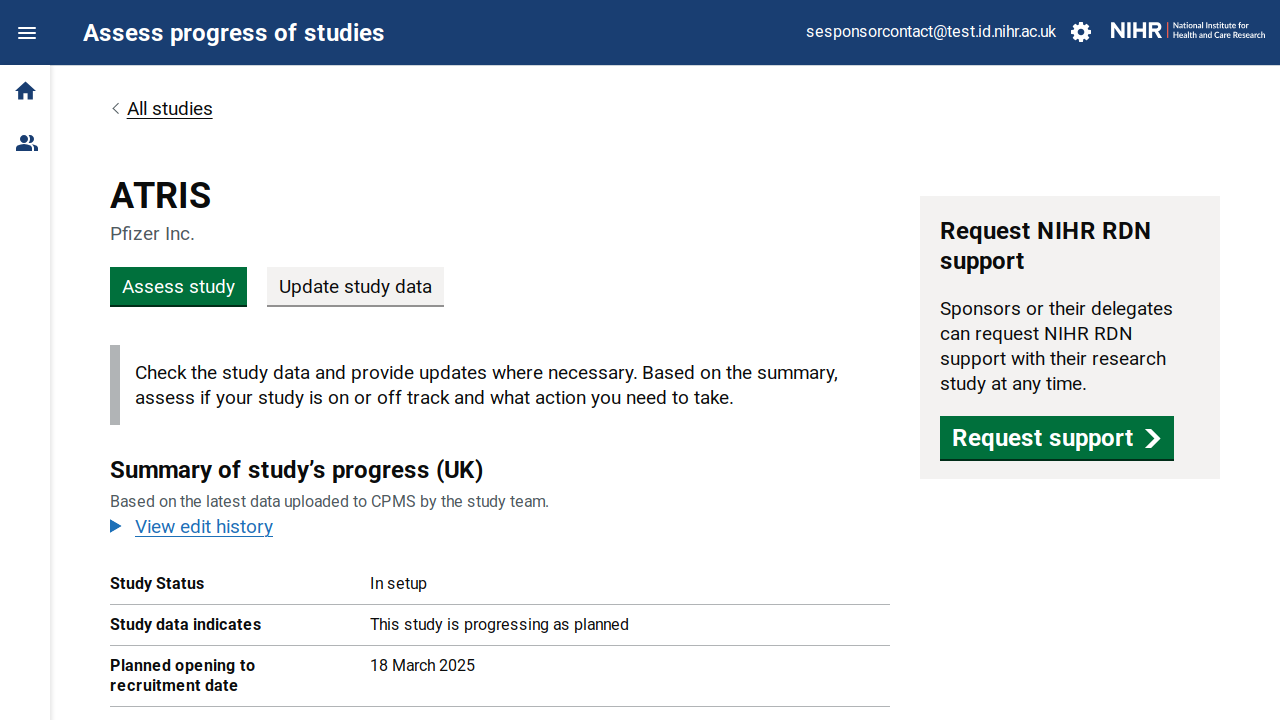 Assess progress of studies
sesponsorcontact@test.id.nihr.ac.uk
NIHR | National Institute for
Health and Care Research
All studies
ATRIS
Pfizer Inc.
Assess study
Update study data
Check the study data and provide updates where necessary. Based on the summary,
assess if your study is on or off track and what action you need to take.
Summary of study’s progress (UK)
Based on the latest data uploaded to CPMS by the study team.
View edit history
Study Status In setup
Study data indicates This study is progressing as planned
Planned opening to 18 March 2025
recruitment date
Request NIHR RDN
support
Sponsors or their delegates
can request NIHR RDN
support with their research
study at any time.
Request support